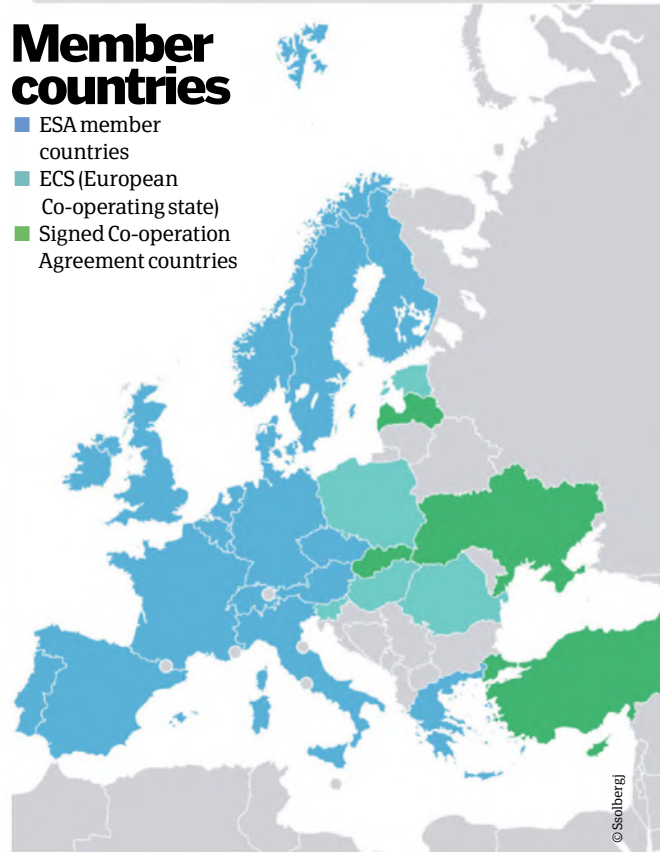 Member
countries
ESA member
countries
ECS (European
Co-operating state)
Signed Co-operation
Agreement countries
© Ssolbergj